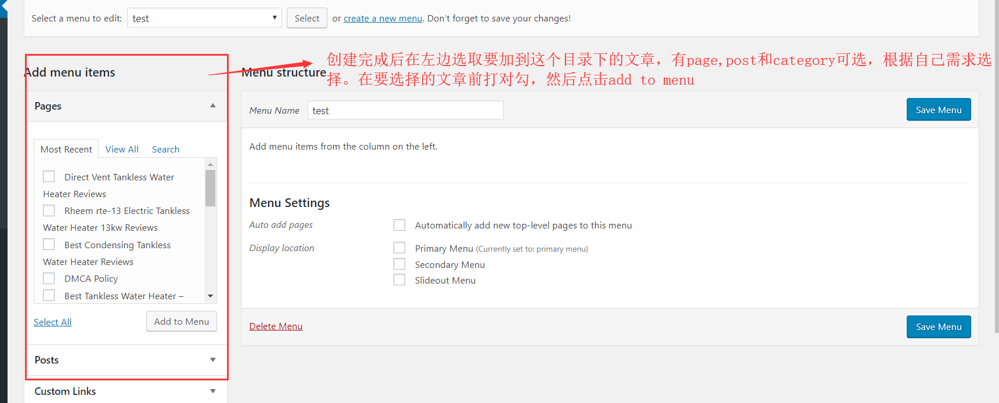 Select a menu to edit: test Select or create a new menu. Don’t forget to save your changes!
创建完成后在左边选取要加到这个目录下的文章，有page,post和category可选，根据自己需求选
择。在要选择的文章前打对勾，然后点击add to menu
Add menu items
Pages
Most Recent View All Search
Direct Vent Tankless Water
Heater Reviews
Rheem rte-13 Electric Tankless
Water Heater 13kw Reviews
Best Condensing Tankless
Water Heater Reviews
DMCA Policy
Best Tankless Water Heater –
Select All Add to Menu
Posts
Custom Links
Menu structure
Menu Name test Save Menu
Add menu items from the column on the left.
Menu Settings
Auto add pages Automatically add new top-level pages to this menu
Display location Primary Menu (Currently set to: primary menu)
Secondary Menu
Slideout Menu
Delete Menu Save Menu